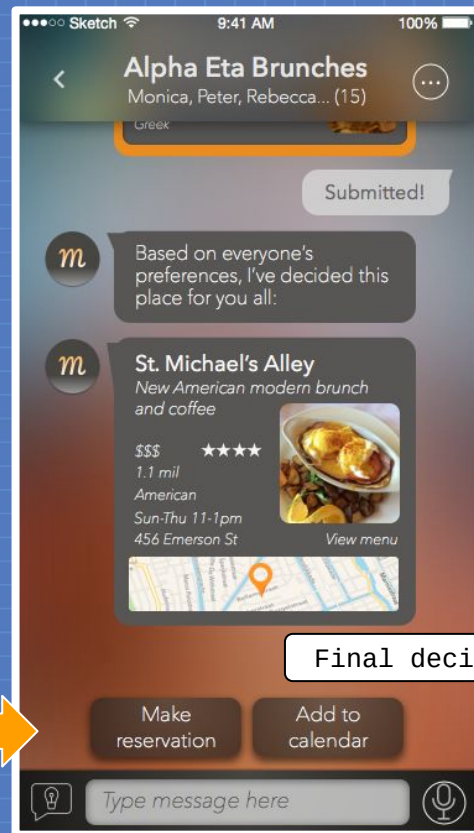 Sketch 9:41 AM 100%
Alpha Eta Brunches
Monica, Peter, Rebecca... (15)
Greek
Submitted!
m
Based on everyone's
preferences, I've decided this
place for you all:
m
St. Michael's Alley
New American modern brunch
and coffee
$$$ ★★★★
1.1 mil
American
Sun-Thu 11-1pm
456 Emerson St View menu
Final deci
Make
reservation
Add to
calendar
Type message here